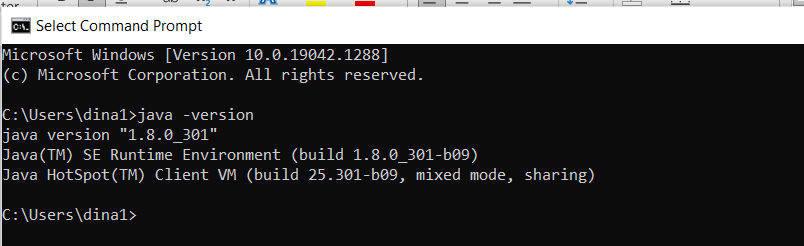 Select Command Prompt
Microsoft Windows [Version 10.0.19042.1288]
(c) Microsoft Corporation. All rights reserved.
C:\Users\dina1>java -version
java version "1.8.0_301"
Java(TM) SE Runtime Environment (build 1.8.0_301-b09)
Java HotSpot(TM) Client VM (build 25.301-b09, mixed mode, sharing)
C:\Users\dina1>